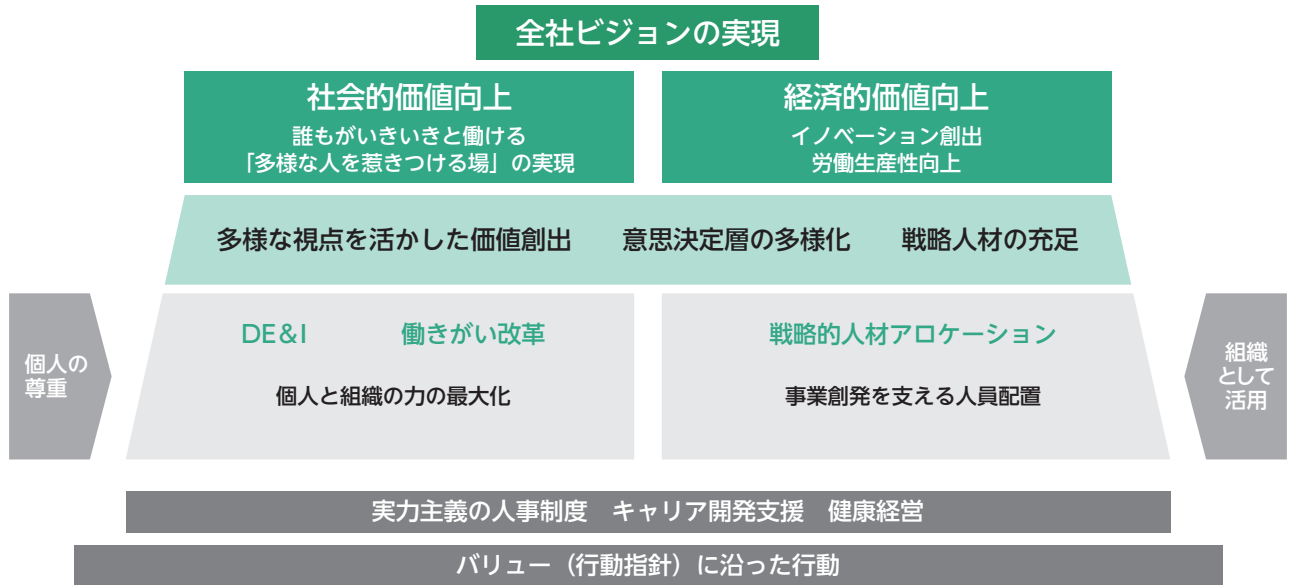 全社ビジョンの実現
社会的価値向上
誰もがいきいきと働ける
「多様な人を惹きつける場」の実現
経済的価値向上
イノベーション創出
労働生産性向上
多様な視点を活かした価値創出 意思決定層の多様化 戦略人材の充足
個人の
尊重
DE&I 働きがい改革
個人と組織の力の最大化
戦略的人材アロケーション
事業創発を支える人員配置
組織
として
活用
実力主義の人事制度 キャリア開発支援 健康経営
バリュー（行動指針）に沿った行動